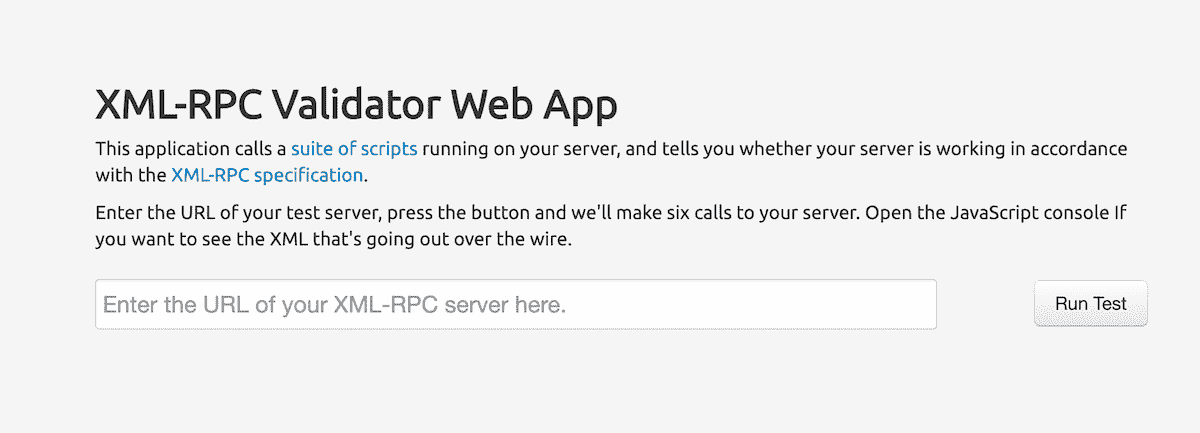 XML-RPC Validator Web App
This application calls a suite of scripts running on your server, and tells you whether your server is working in accordance
with the XML-RPC specification.
Enter the URL of your test server, press the button and we'll make six calls to your server. Open the JavaScript console If
you want to see the XML that's going out over the wire.
Enter the URL of your XML-RPC server here.
Run Test